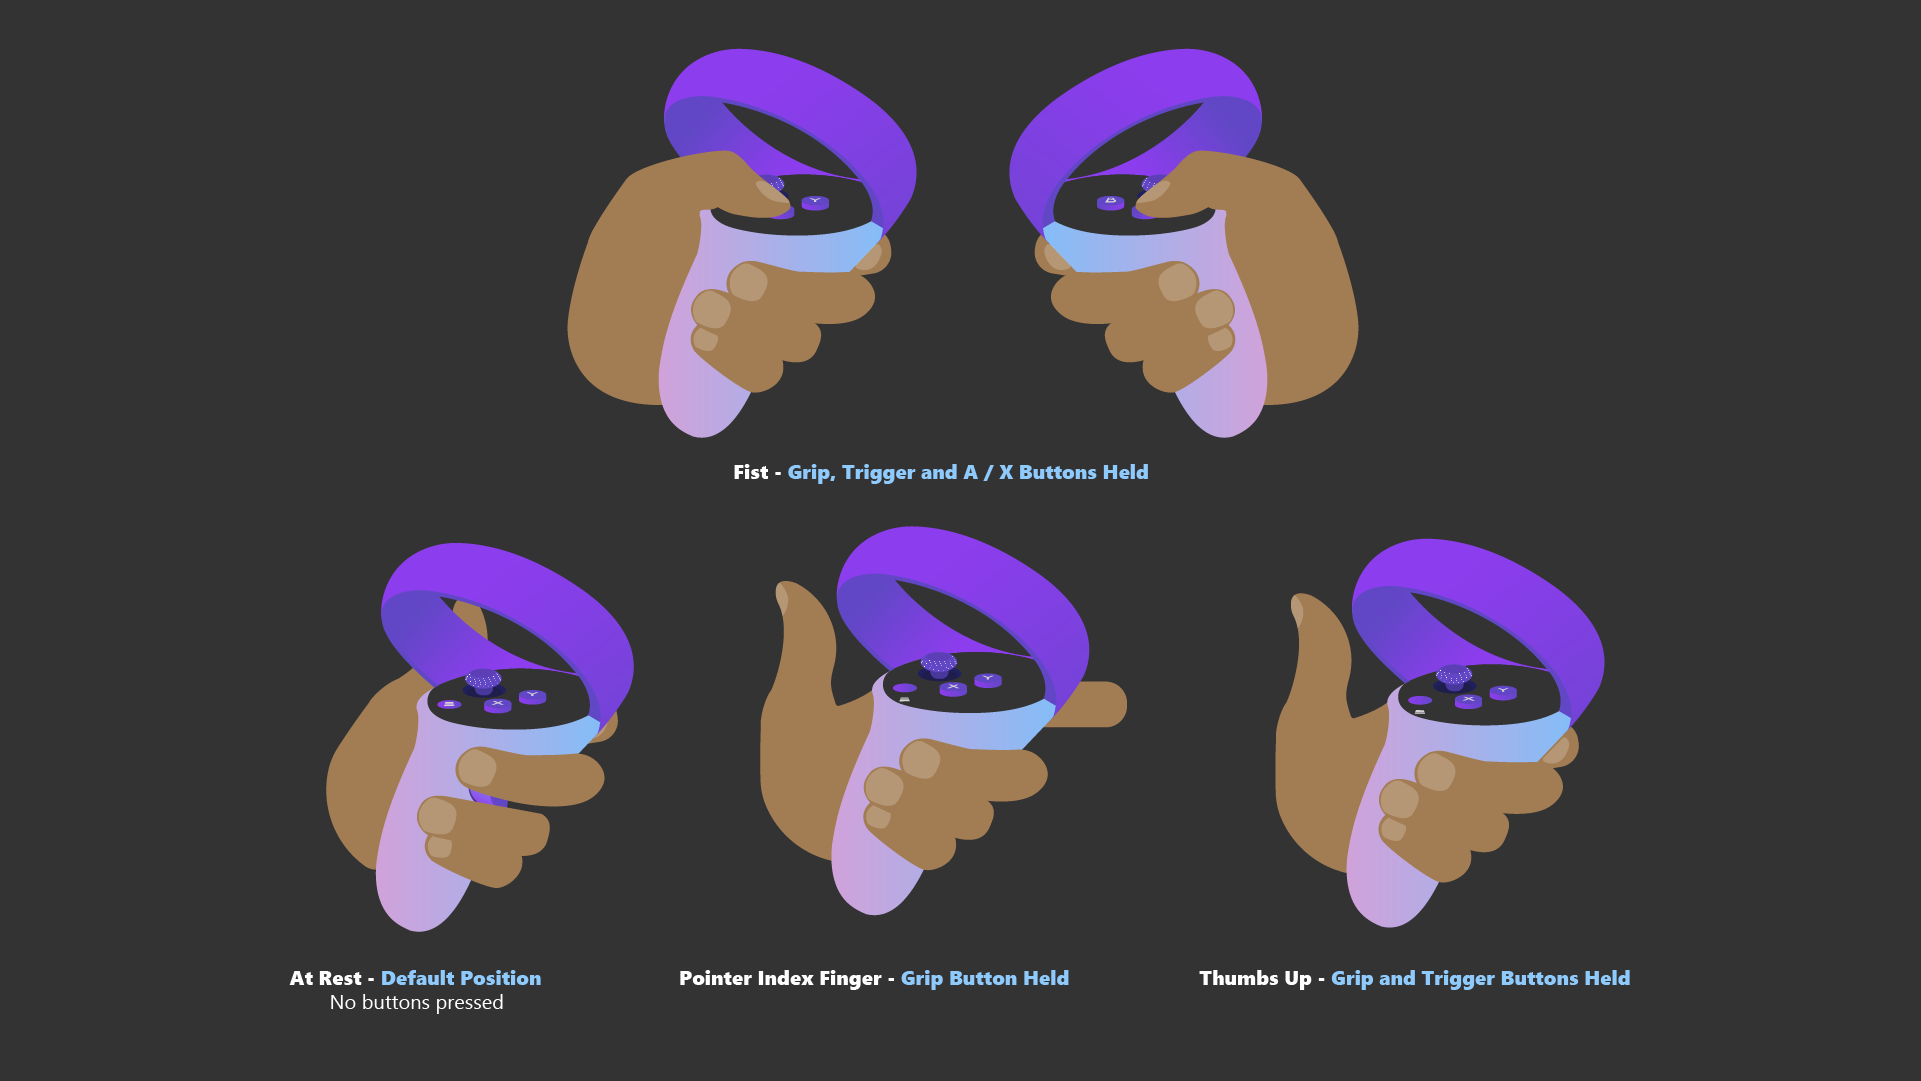 Fist - Grip, Trigger and A / X Buttons Held
At Rest - Default Position
No buttons pressed
Pointer Index Finger - Grip Button Held
Thumbs Up - Grip and Trigger Buttons Held